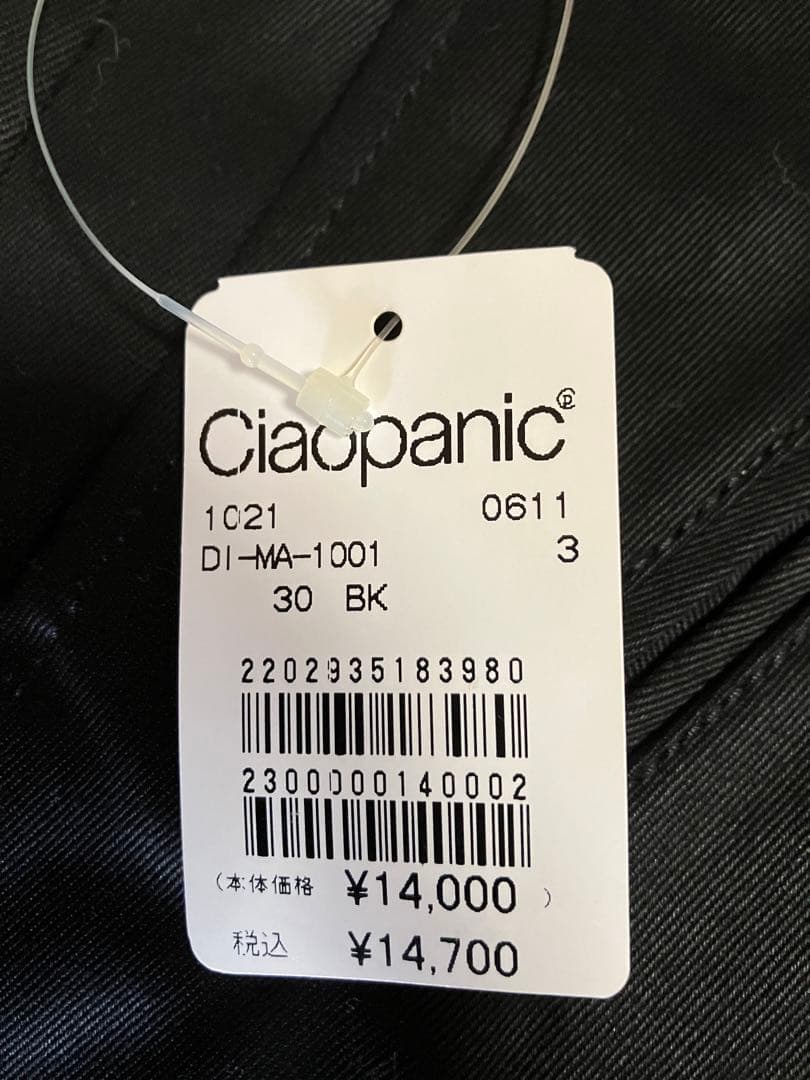 Ciaopanic
1021 0611
DI-MA-1001 3
30 BK
2202935183980
2300000140002
(本体価格 ¥14,000 )
税込 ¥14,700